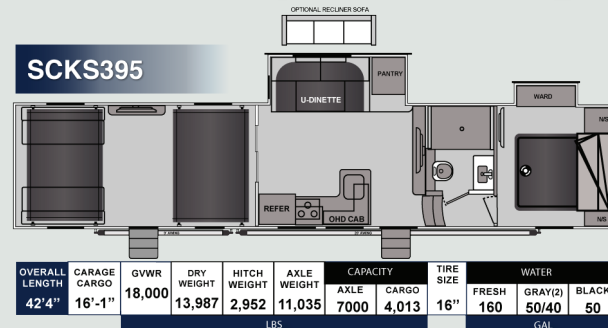 OPTIONAL RECLINER SOFA
SCKS395
PANTRY
U-DINETTE
WARD
N/S
REFER
OHD CAB
N/S
OVERALL LENGTH
42'4"
CARAGE CARGO
16'-1"
GVWR
18,000
DRY WEIGHT
13,987
HITCH WEIGHT
2,952
AXLE WEIGHT
11,035
CAPACITY
AXLE
7000
CARGO
4,013
TIRE SIZE
16"
WATER
FRESH
160
GRAY(2)
50/40
BLACK
50
LBS
GAL